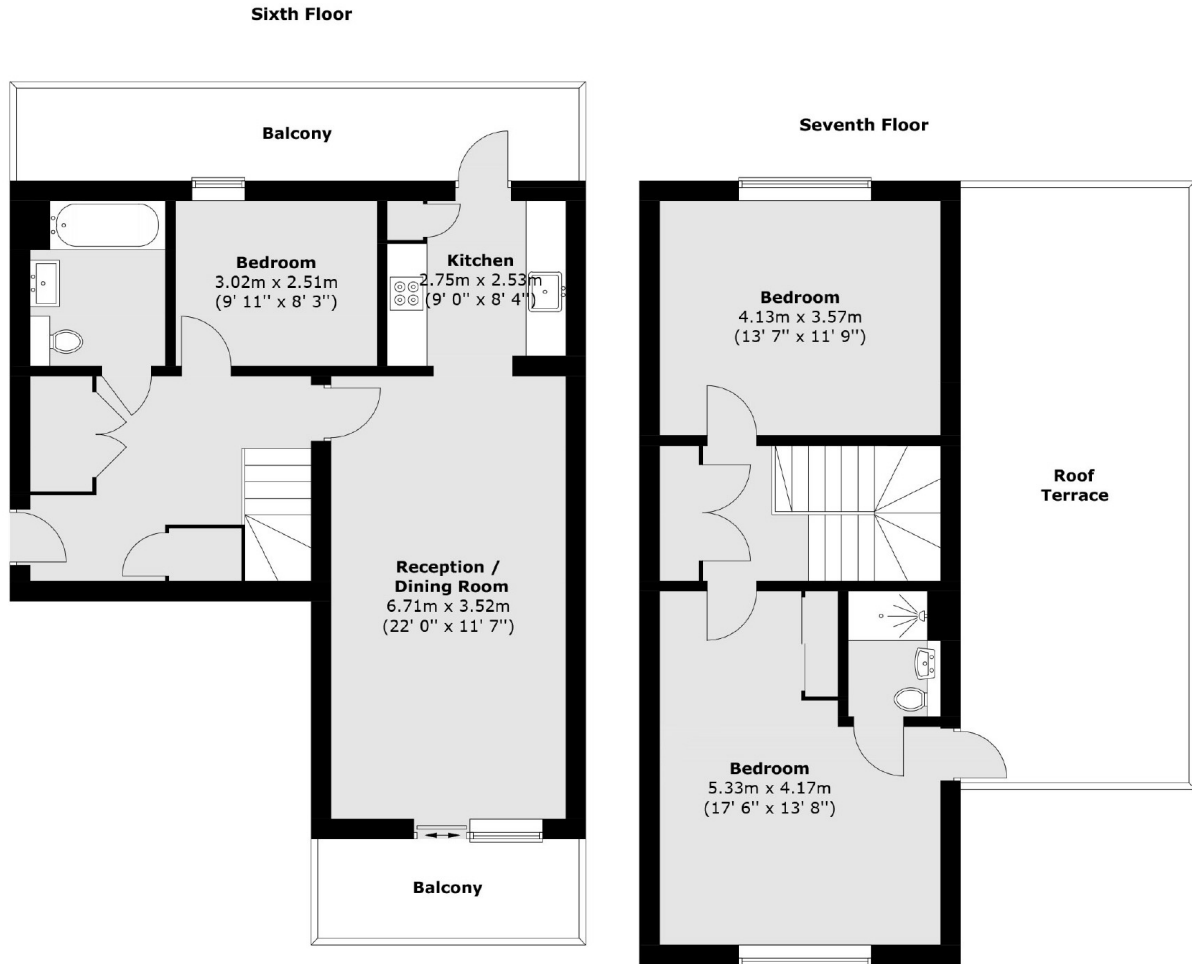 Sixth Floor
Balcony
Bedroom
3.02m x 2.51m
(9' 11'' x 8' 3'')
Kitchen
2.75m x 2.53m
(9' 0'' x 8' 4'')
Reception /
Dining Room
6.71m x 3.52m
(22' 0'' x 11' 7'')
Balcony
Seventh Floor
Bedroom
4.13m x 3.57m
(13' 7'' x 11' 9'')
Roof
Terrace
Bedroom
5.33m x 4.17m
(17' 6'' x 13' 8'')